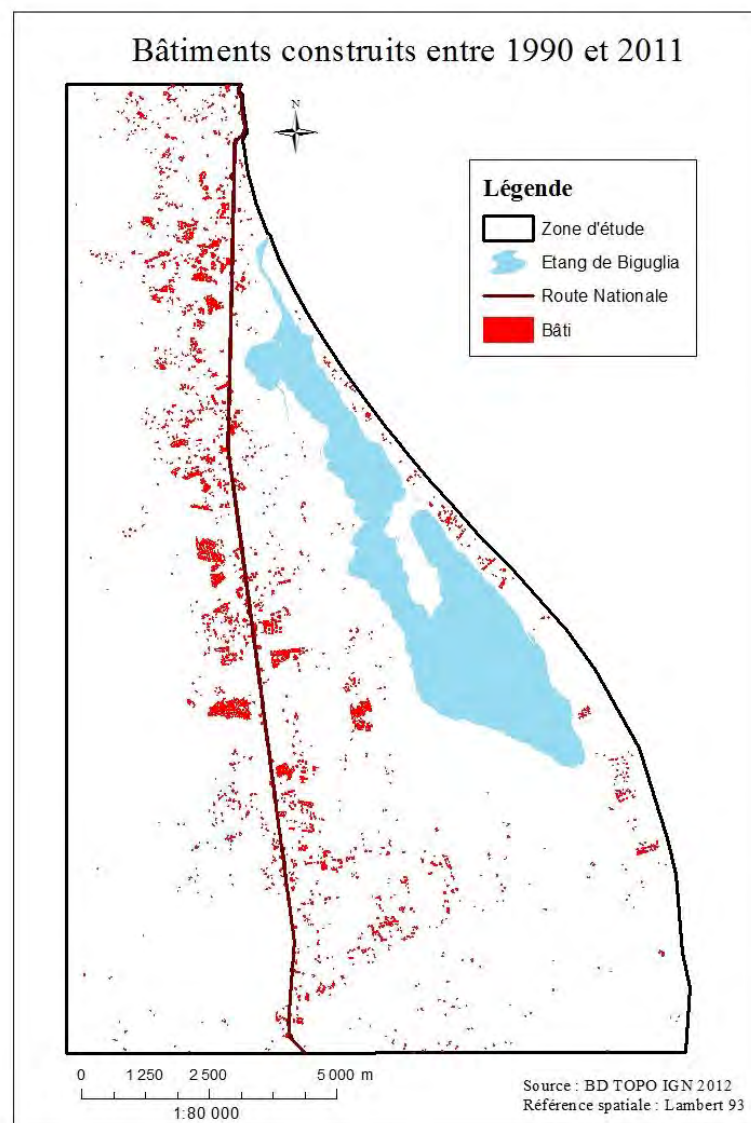 Bâtiments construits entre 1990 et 2011
N
Légende
Zone d'étude
Etang de Biguglia
Route Nationale
Bâti
0 1 250 2 500 5 000 m
1:80 000
Source : BD TOPO IGN 2012
Référence spatiale : Lambert 93